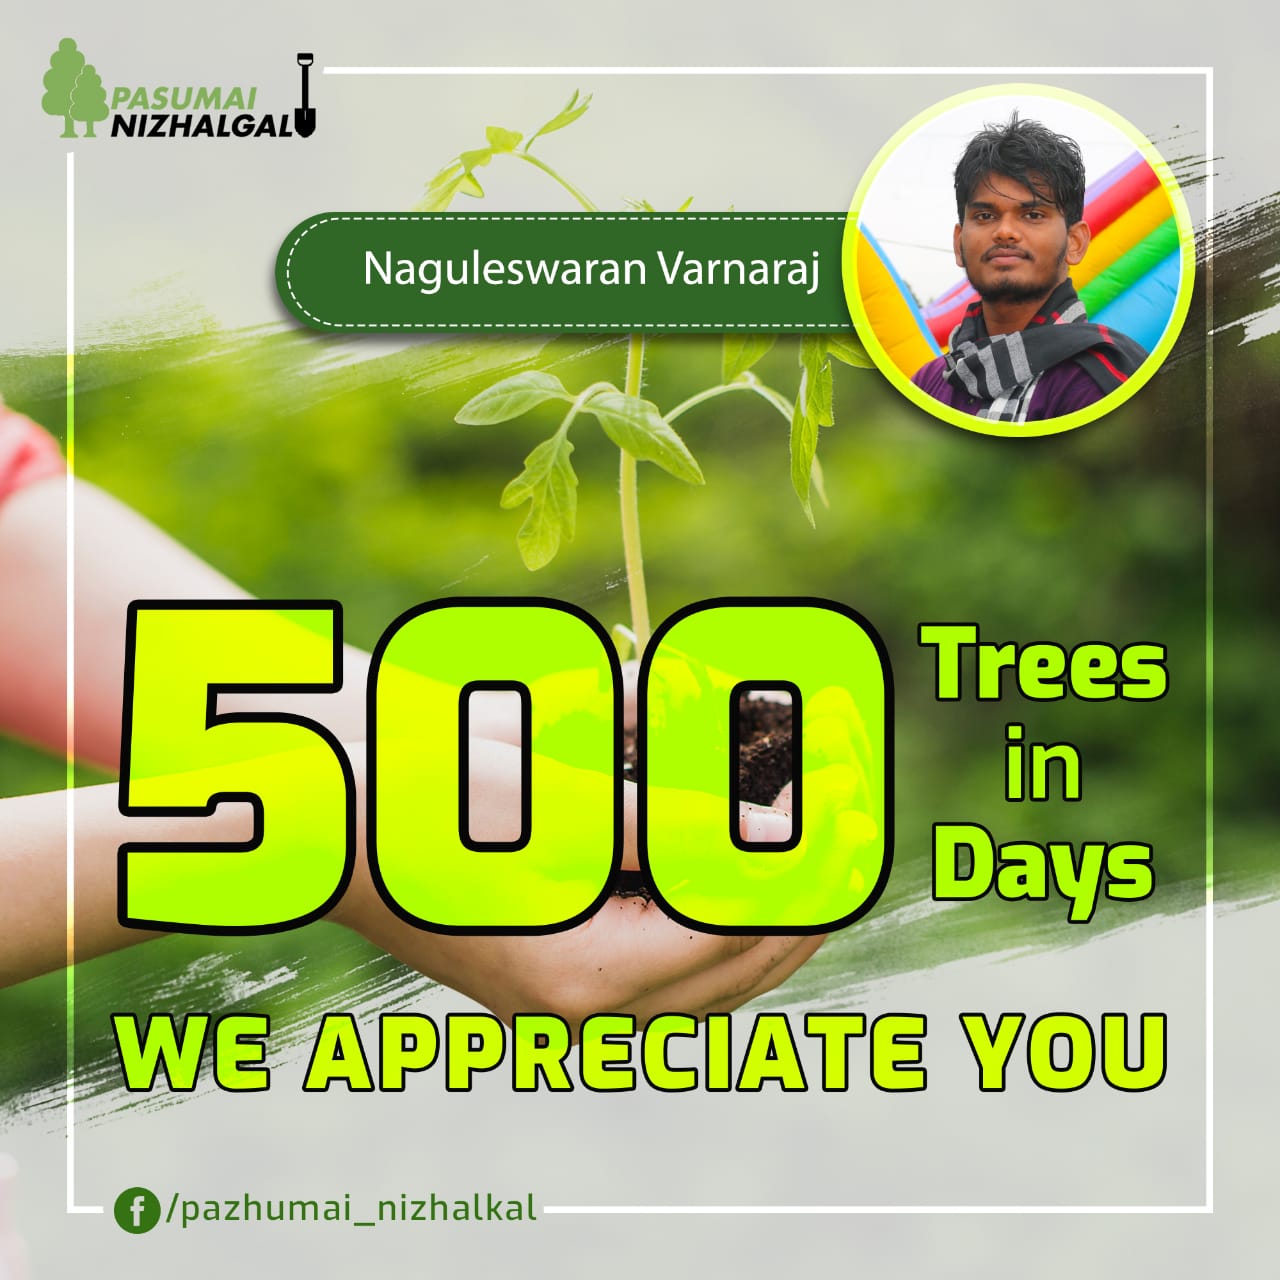 PASUMAI
NIZHALGAL
Naguleswaran Varnaraj
500
Trees
in
Days
WE APPRECIATE YOU
f/pazhumai_nizhalkal